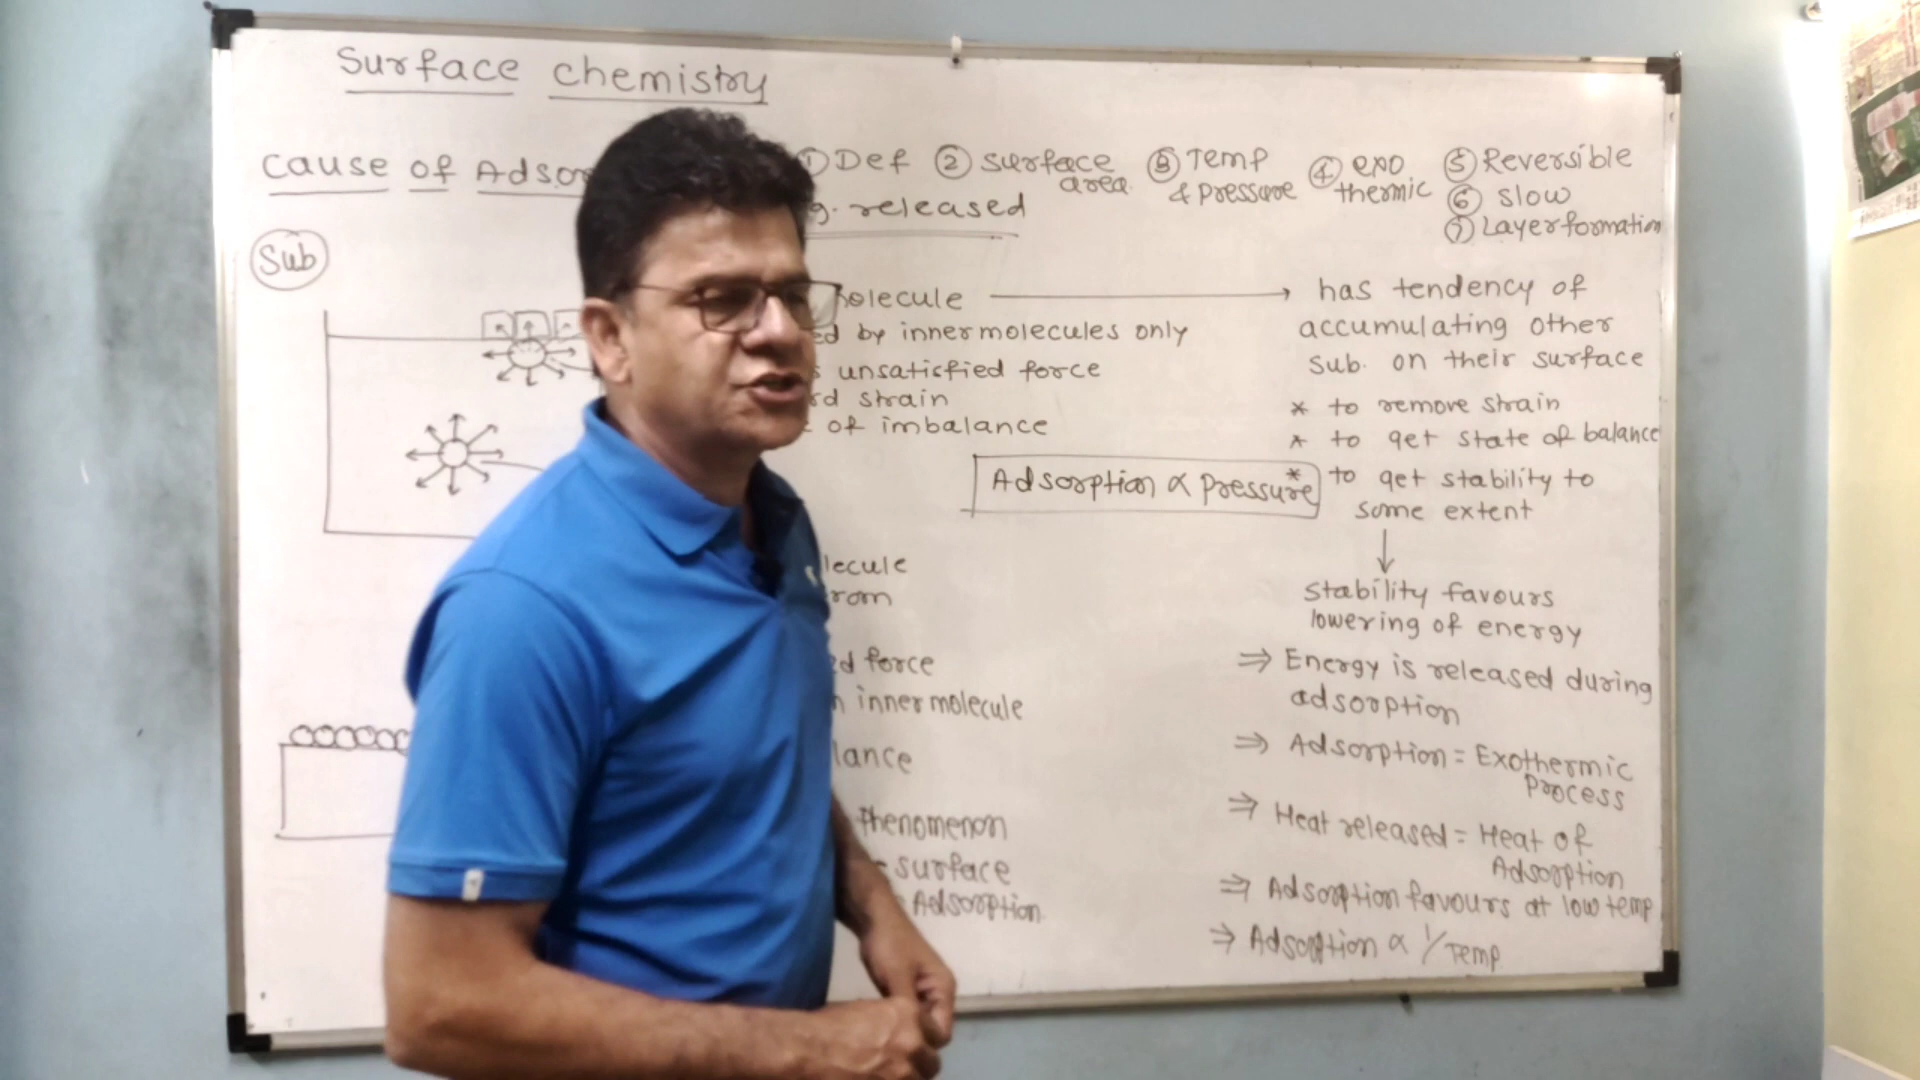 Surface chemistry
cause of Adsor
① Def ② surface area ③ Temp & pressure ④ exo thermic ⑤ Reversible
⑥ slow
⑦ Layer formation
g. released
Sub
olecule → has tendency of
ed by inner molecules only
accumulating other
s unsatisfied force
sub. on their surface
rd strain
* to remove strain
of imbalance
* to get state of balance
Adsorption ∝ pressure
* to get stability to
some extent
↓
lecule
rom
stability favours
lowering of energy
ed force
⇒ Energy is released during
adsorption
n inner molecule
lance
⇒ Adsorption = Exothermic
Process
phenomenon
⇒ Heat released = Heat of
Adsorption
surface
Adsorption
⇒ Adsorption favours at low temp
⇒ Adsorption ∝ 1/Temp